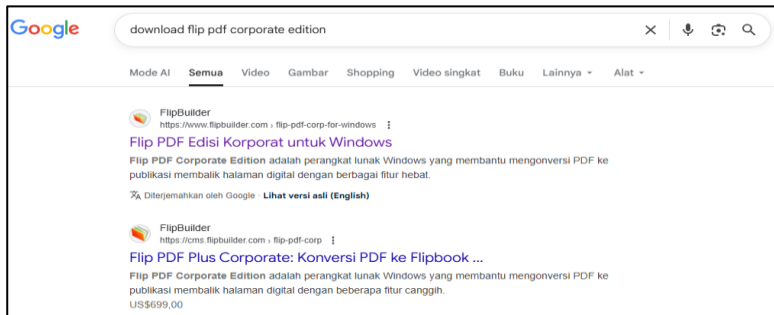 Google
download flip pdf corporate edition
Mode AI Semua Video Gambar Shopping Video singkat Buku Lainnya Alat
FlipBuilder
https://www.flipbuilder.com › flip-pdf-corp-for-windows
Flip PDF Edisi Korporat untuk Windows
Flip PDF Corporate Edition adalah perangkat lunak Windows yang membantu mengonversi PDF ke
publikasi membalik halaman digital dengan berbagai fitur hebat.
Diterjemahkan oleh Google · Lihat versi asli (English)
FlipBuilder
https://cms.flipbuilder.com › flip-pdf-corp
Flip PDF Plus Corporate: Konversi PDF ke Flipbook ...
Flip PDF Corporate Edition adalah perangkat lunak Windows yang membantu mengonversi PDF ke
publikasi membalik halaman digital dengan beberapa fitur canggih.
US$699,00